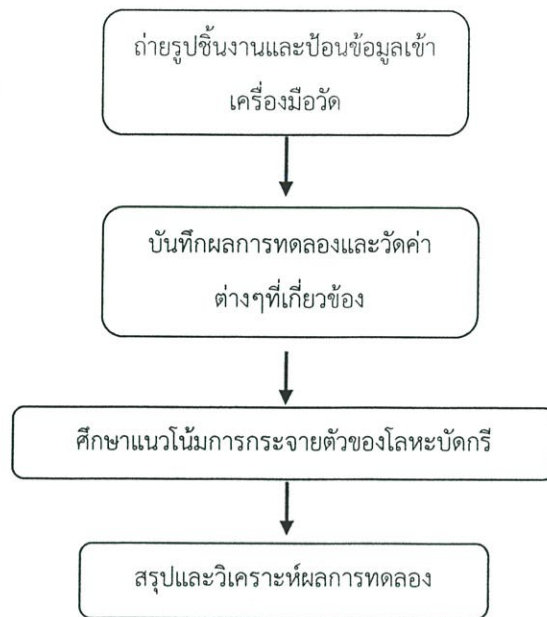 ถ่ายรูปชิ้นงานและป้อนข้อมูลเข้า
เครื่องมือวัด
บันทึกผลการทดลองและวัดค่า
ต่างๆที่เกี่ยวข้อง
ศึกษาแนวโน้มการกระจายตัวของโลหะบัดกรี
สรุปและวิเคราะห์ผลการทดลอง